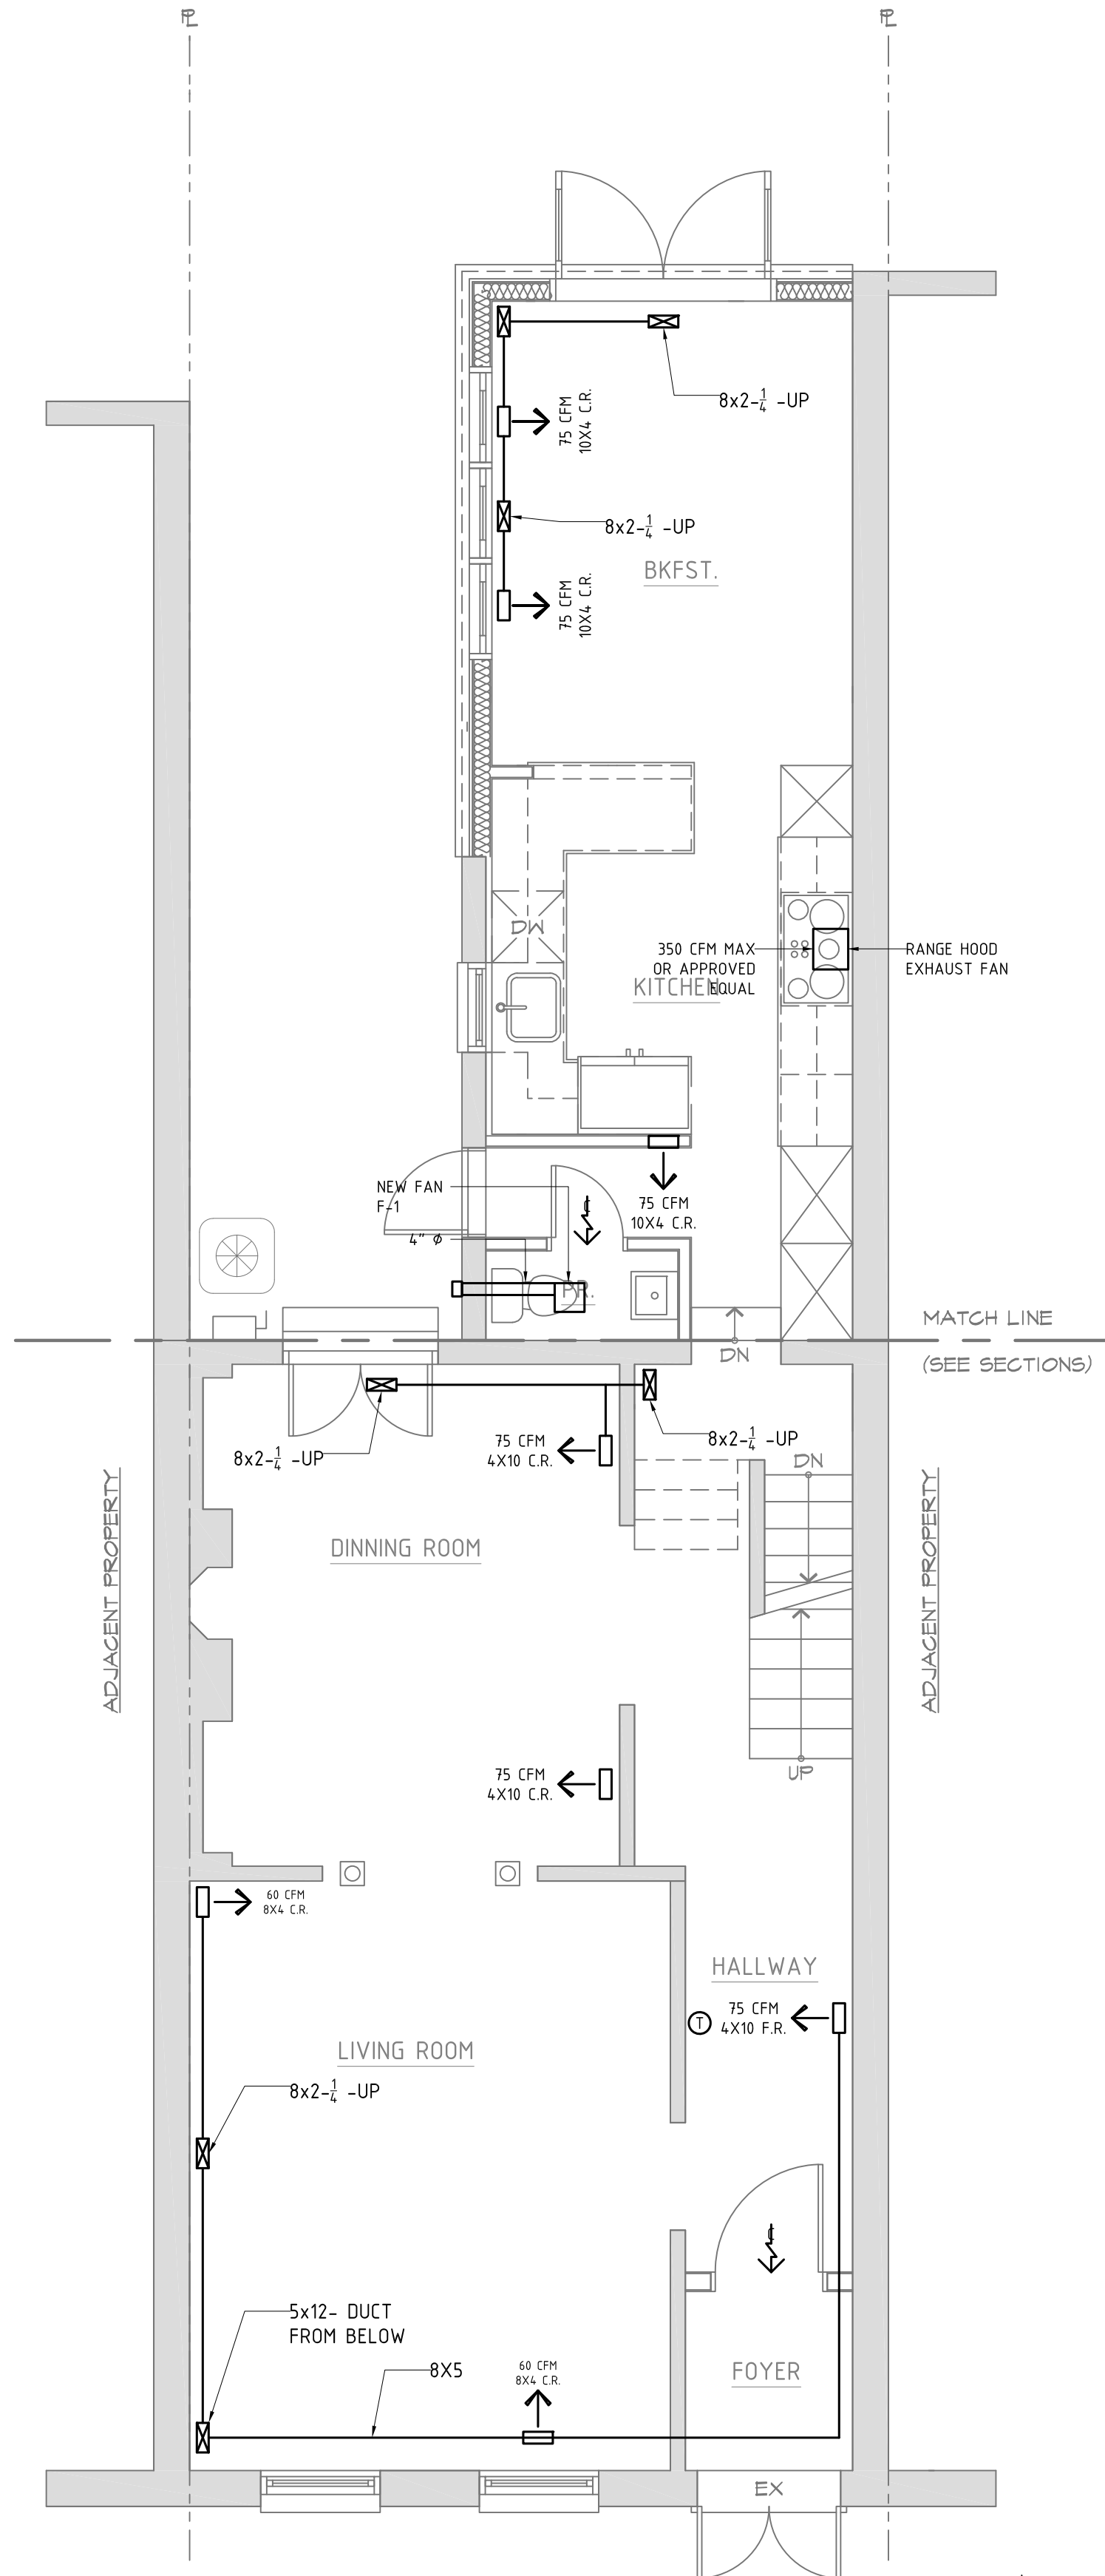 PL
PL
8x2-1/4 -UP
75 CFM
10X4 C.R.
8x2-1/4 -UP
BKFST.
75 CFM
10X4 C.R.
DW
350 CFM MAX
OR APPROVED
EQUAL
RANGE HOOD
EXHAUST FAN
KITCHEN
NEW FAN
F-1
4" Ø
75 CFM
10X4 C.R.
P.R.
MATCH LINE
(SEE SECTIONS)
DN
8x2-1/4 -UP
75 CFM
4X10 C.R.
8x2-1/4 -UP
DN
ADJACENT PROPERTY
DINNING ROOM
ADJACENT PROPERTY
75 CFM
4X10 C.R.
UP
60 CFM
8X4 C.R.
HALLWAY
T
75 CFM
4X10 F.R.
LIVING ROOM
8x2-1/4 -UP
5x12- DUCT
FROM BELOW
8X5
60 CFM
8X4 C.R.
FOYER
EX